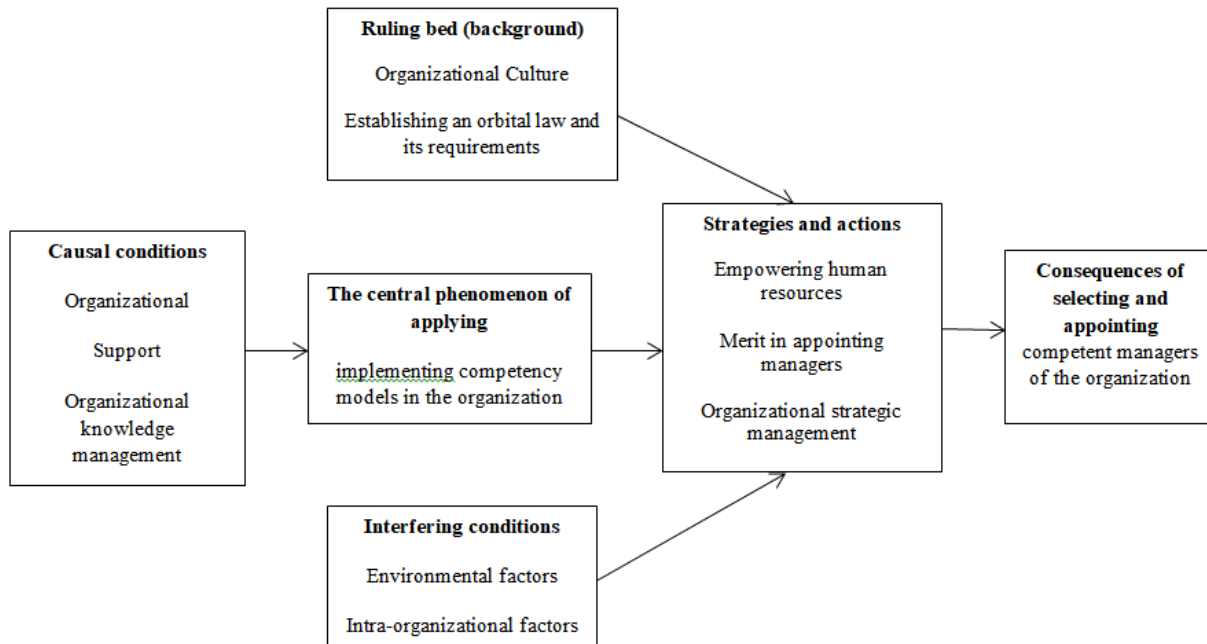 Ruling bed (background)
Organizational Culture
Establishing an orbital law and
its requirements
Causal conditions
Organizational
Support
Organizational
knowledge
management
The central phenomenon of
applying
implementing competency
models in the organization
Strategies and actions
Empowering human
resources
Merit in appointing
managers
Organizational strategic
management
Consequences of
selecting and
appointing
competent managers
of the organization
Interfering conditions
Environmental factors
Intra-organizational factors